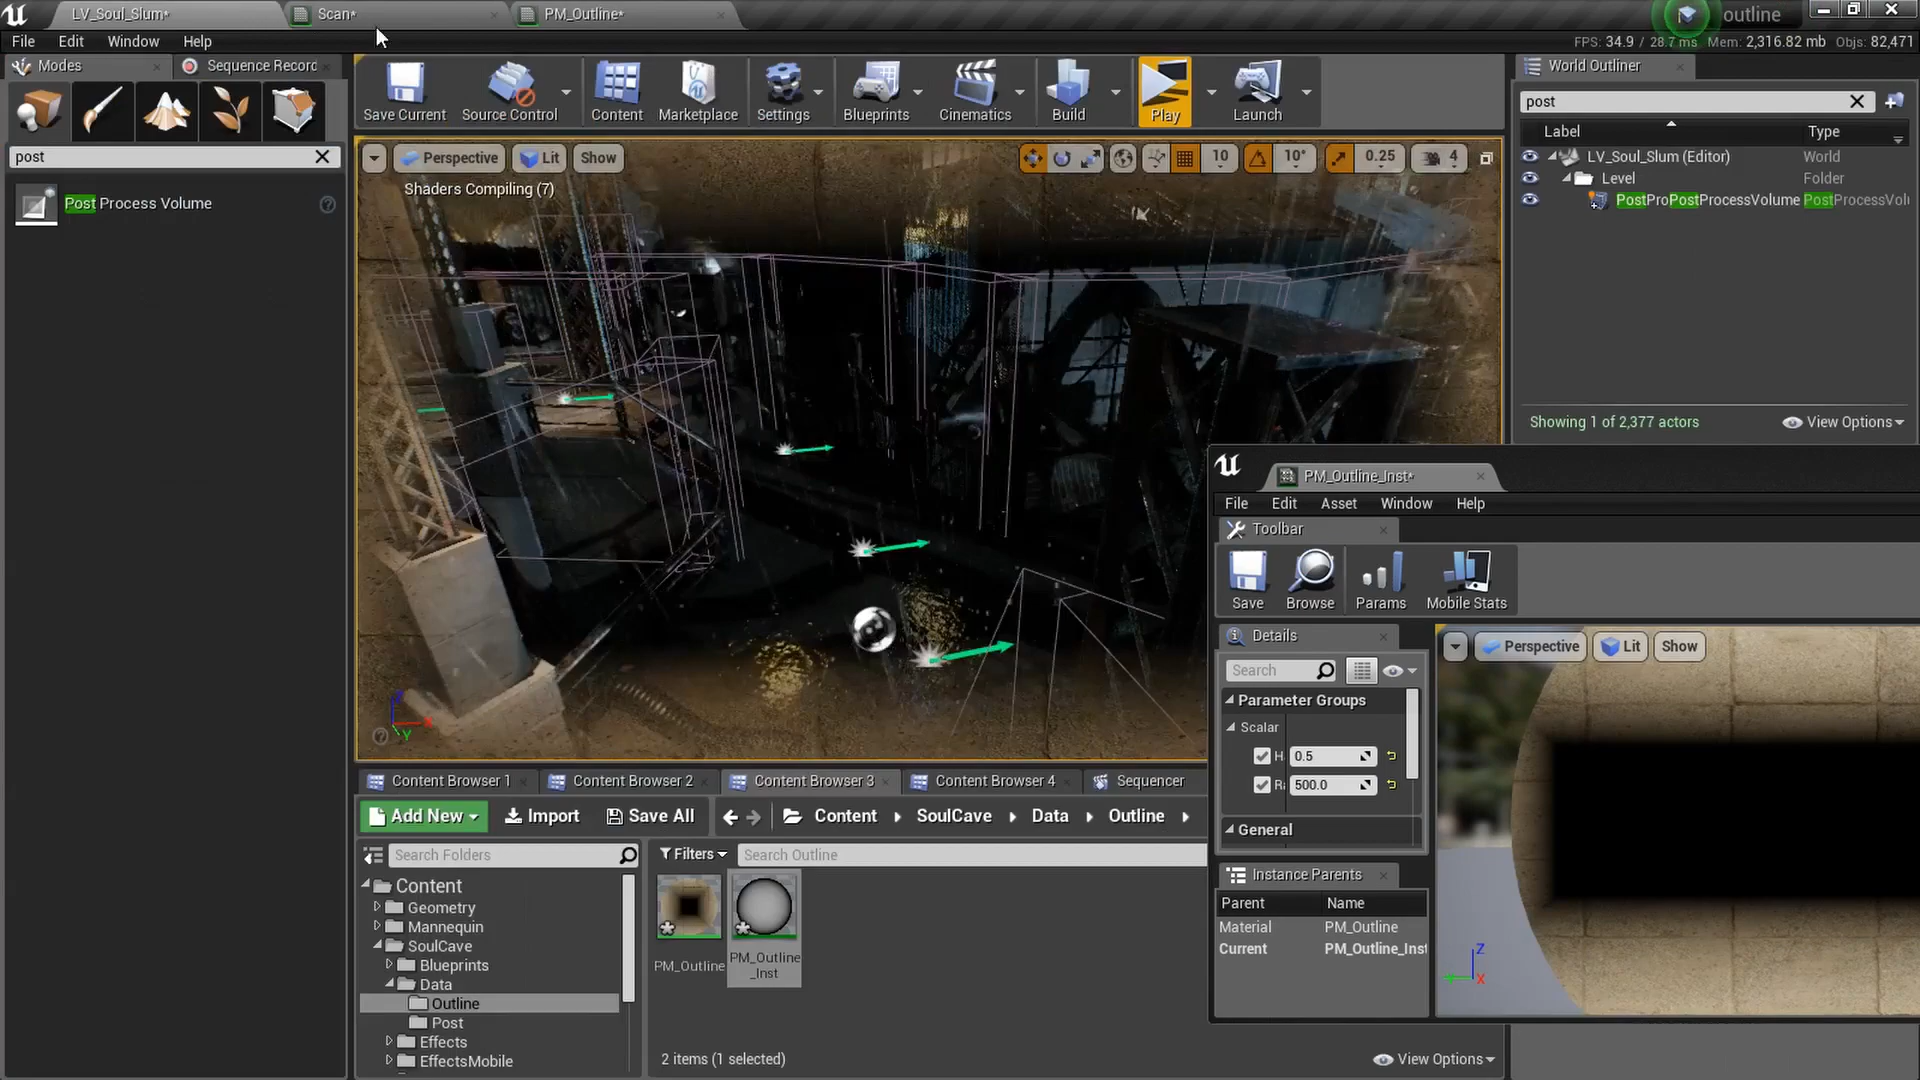 LV_Soul_Slum*
Scan*
PM_Outline*
outline
File Edit Window Help
FPS: 34.9 / 28.7 ms Mem: 2,316.82 mb Objs: 82,471
Modes
Sequence Record
post
Post Process Volume
Save Current
Source Control
Content
Marketplace
Settings
Blueprints
Cinematics
Build
Play
Launch
Perspective
Lit
Show
10
10°
0.25
4
Shaders Compiling (7)
World Outliner
post
Label
Type
LV_Soul_Slum (Editor) World
Level Folder
PostProPostProcessVolume PostProcessVolu
Showing 1 of 2,377 actors
View Options
PM_Outline_Inst*
File Edit Asset Window Help
Toolbar
Save
Browse
Params
Mobile Stats
Details
Search
Parameter Groups
Scalar
H 0.5
Ra 500.0
General
Instance Parents
Parent Name
Material PM_Outline
Current PM_Outline_Inst
Perspective
Lit
Show
Z
X
Z
X
Y
Content Browser 1
Content Browser 2
Content Browser 3
Content Browser 4
Sequencer
Add New
Import
Save All
Content
SoulCave
Data
Outline
Search Folders
Filters
Search Outline
Content
Geometry
Mannequin
SoulCave
Blueprints
Data
Outline
Post
Effects
EffectsMobile
PM_Outline
PM_Outline
_Inst
2 items (1 selected)
View Options